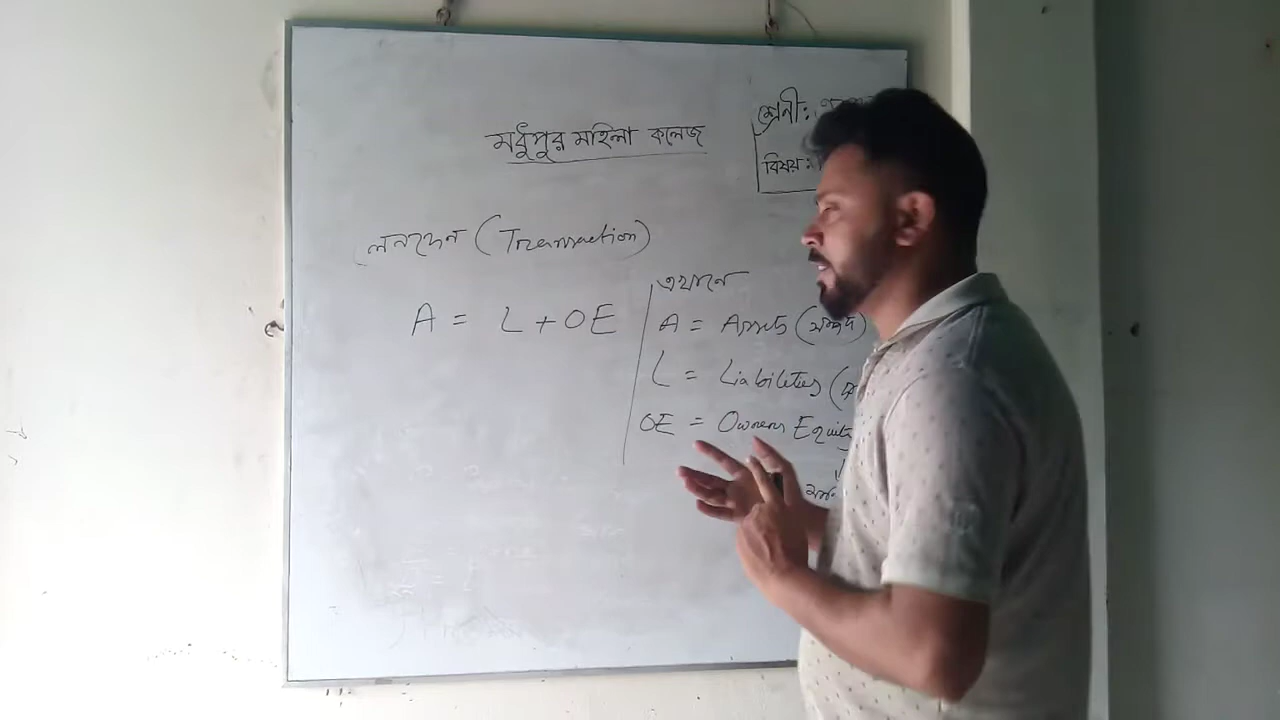 মধুপুর মহিলা কলেজ
শ্রেণী:
বিষয়:
লেনদেন (Transaction)
A = L + OE
এখানে
A = Assets (সম্পদ)
L = Liabilities (
OE = Owners Equity